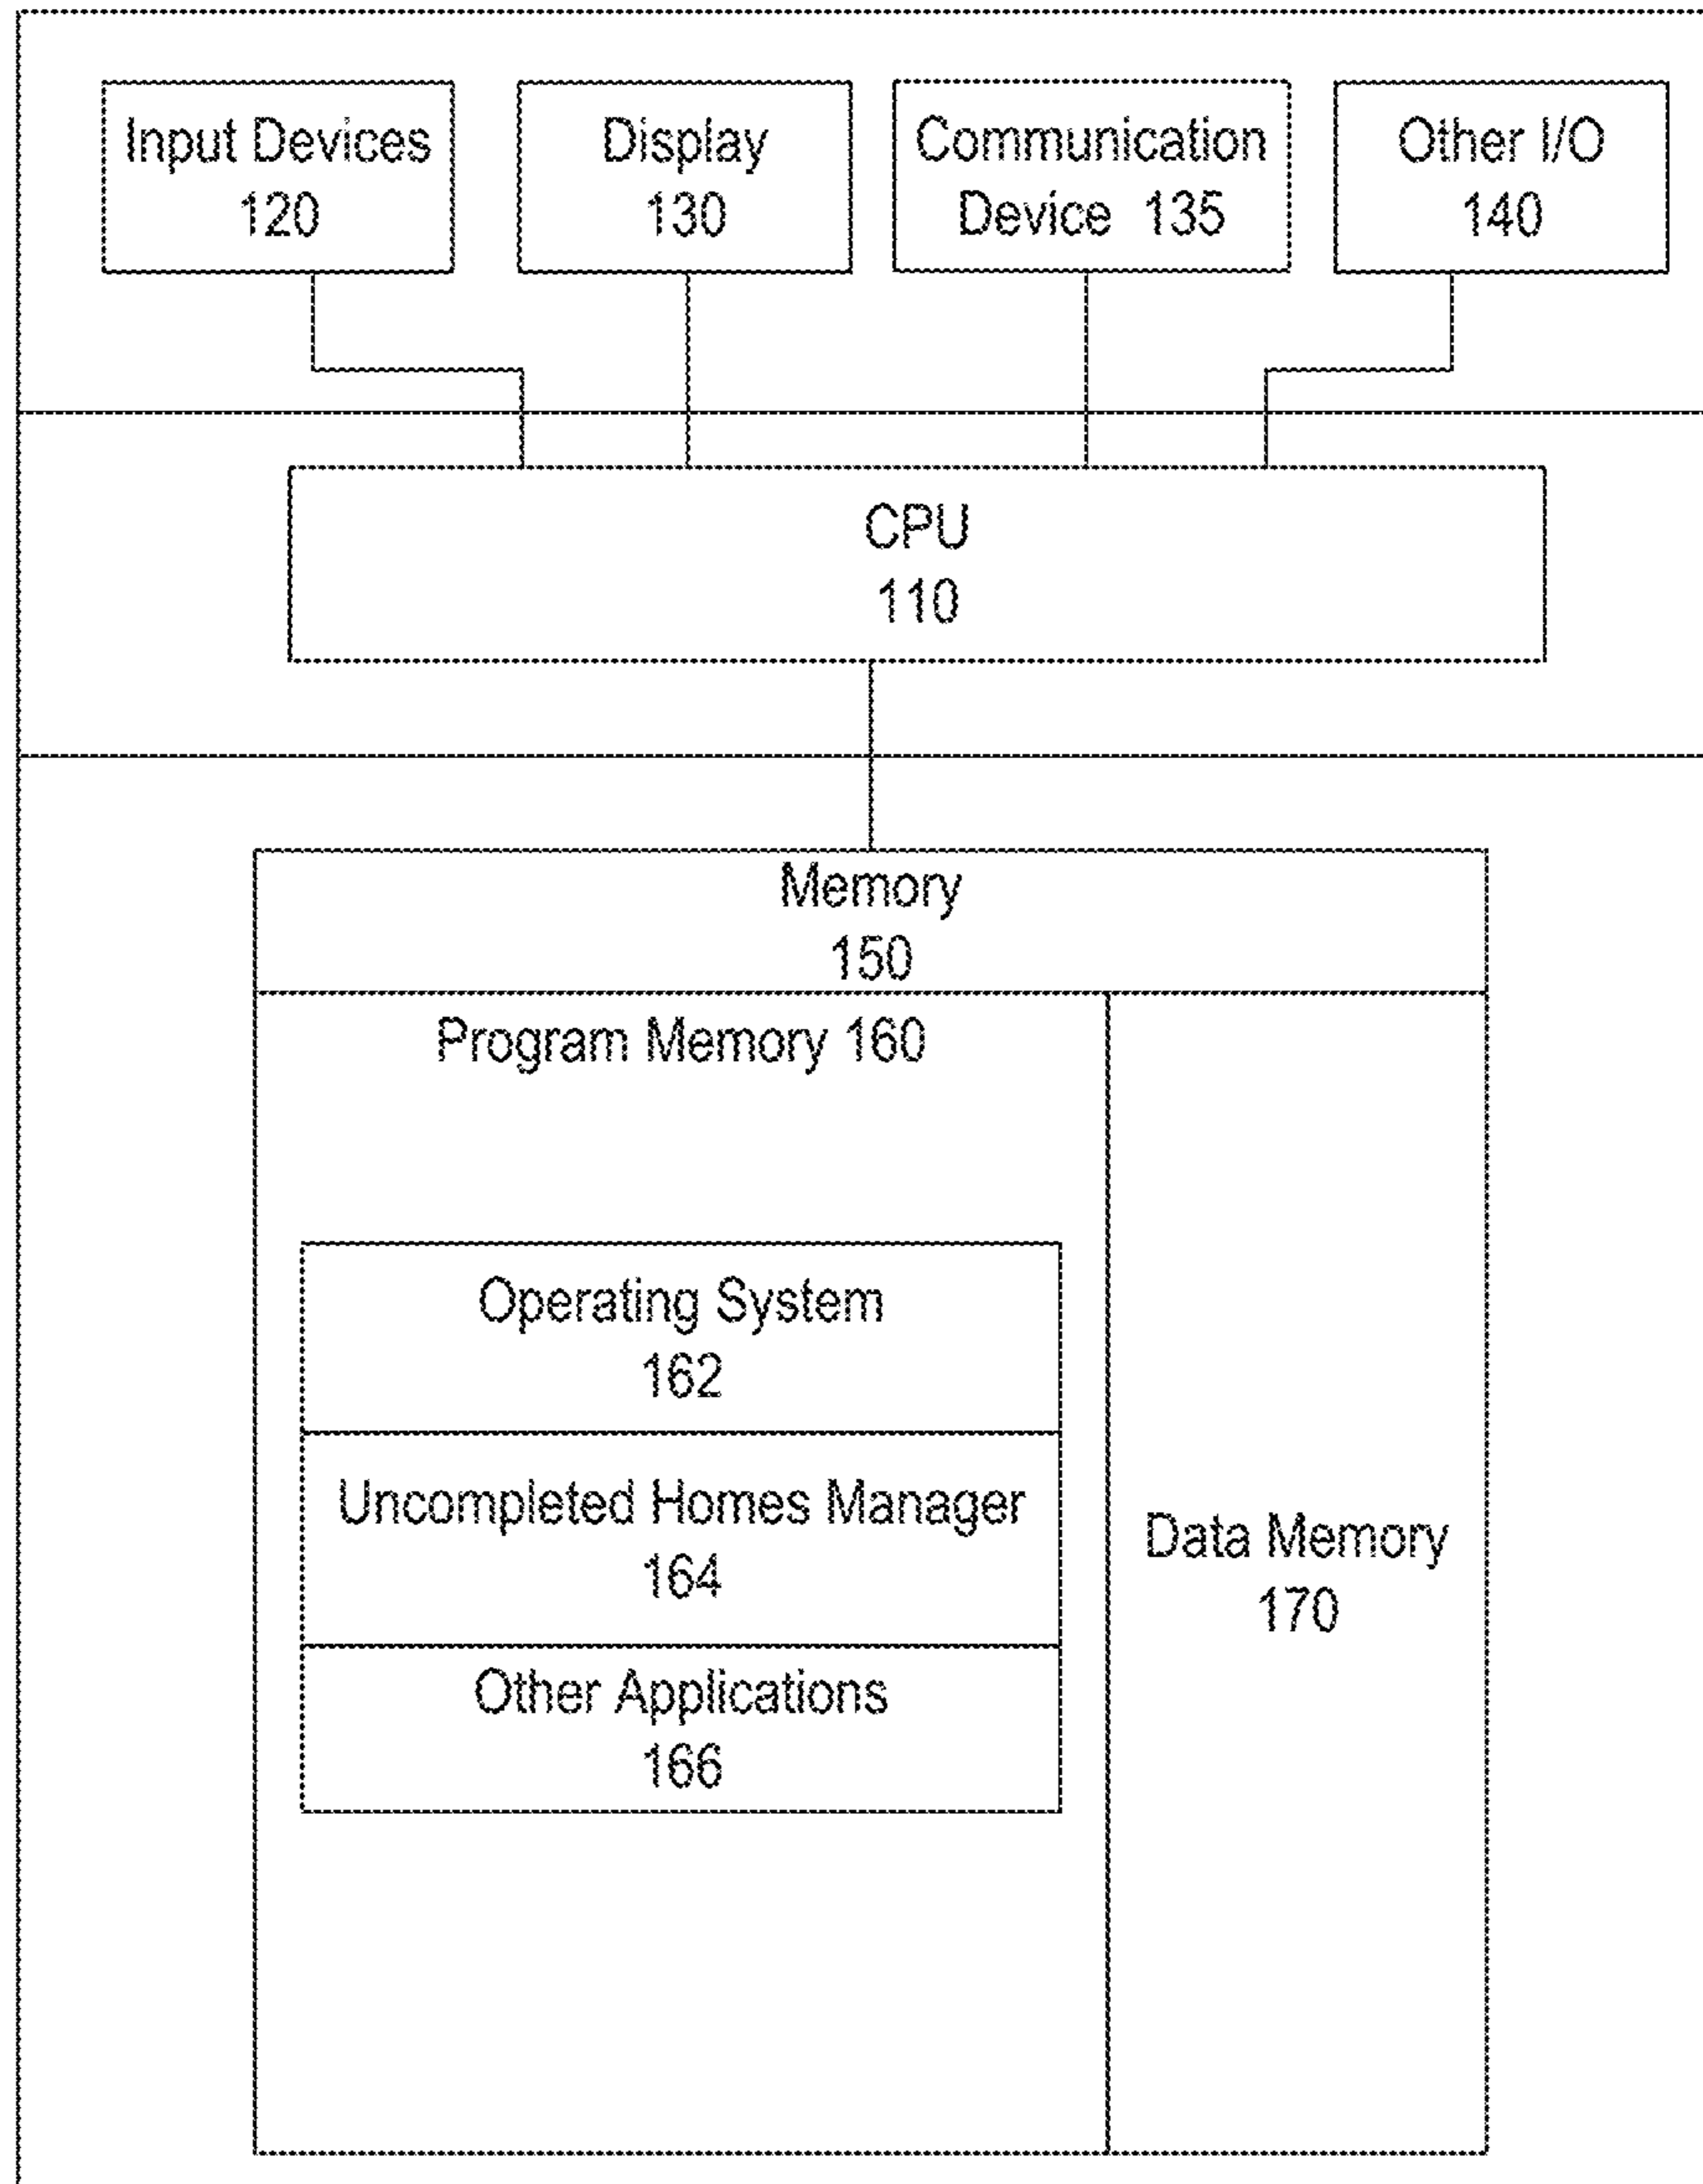 Input Devices
120
Display
130
Communication
Device 135
Other I/O
140
CPU
110
Memory
150
Program Memory 160
Operating System
162
Uncompleted Homes Manager
164
Other Applications
166
Data Memory
170